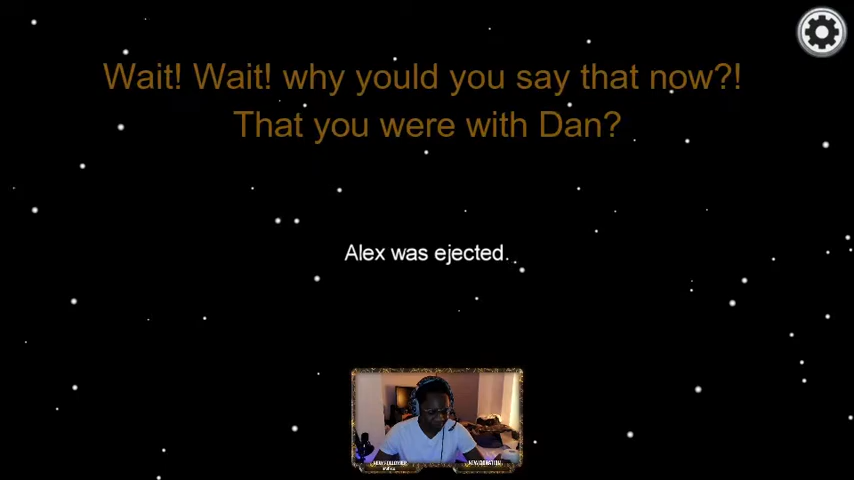 Wait! Wait! why yould you say that now?!
That you were with Dan?
Alex was ejected.